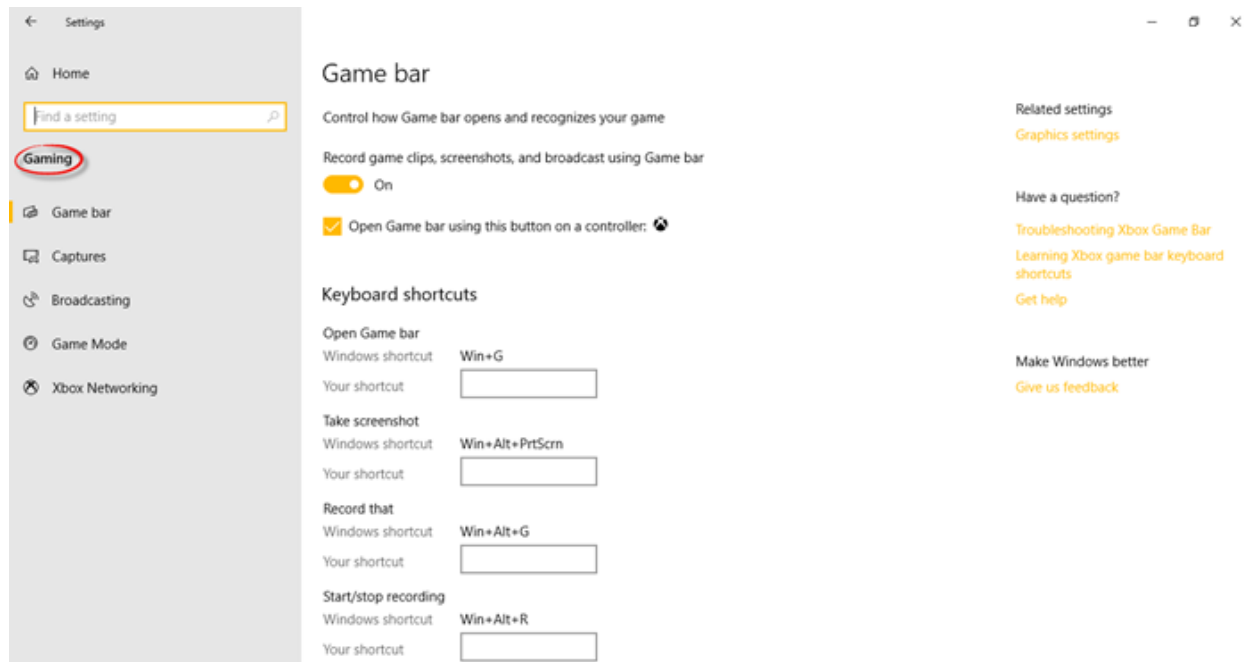 Settings
Home
Find a setting
Gaming
Game bar
Captures
Broadcasting
Game Mode
Xbox Networking
Game bar
Control how Game bar opens and recognizes your game
Record game clips, screenshots, and broadcast using Game bar
On
Open Game bar using this button on a controller:
Keyboard shortcuts
Open Game bar
Windows shortcut Win+G
Your shortcut
Take screenshot
Windows shortcut Win+Alt+PrtScrn
Your shortcut
Record that
Windows shortcut Win+Alt+G
Your shortcut
Start/stop recording
Windows shortcut Win+Alt+R
Your shortcut
Related settings
Graphics settings
Have a question?
Troubleshooting Xbox Game Bar
Learning Xbox game bar keyboard
shortcuts
Get help
Make Windows better
Give us feedback